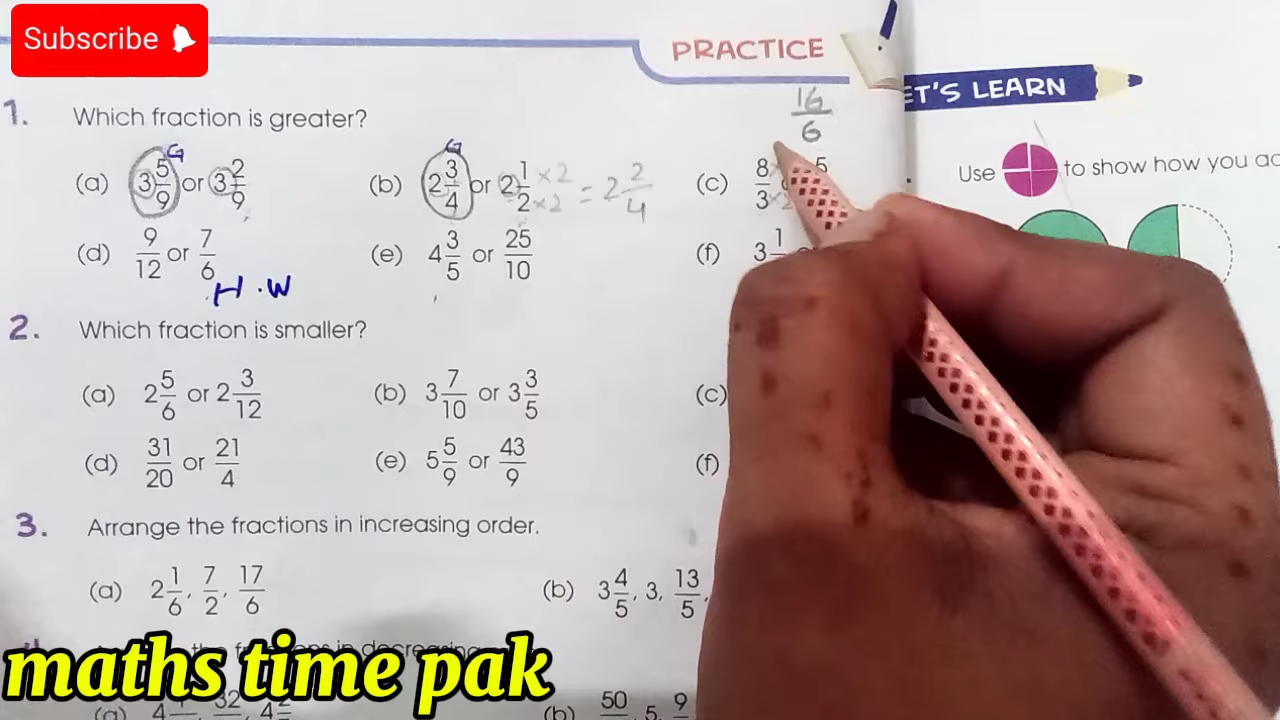 Subscribe
PRACTICE
ET'S LEARN
1. Which fraction is greater?
16/6
Use to show how you
(a) 3 5/9 or 3 2/9 G
(b) 2 3/4 or 2 1/2 ×2 ×2 = 2 2/4 G
(c) 8/3 5
(d) 9/12 or 7/6
(e) 4 3/5 or 25/10
(f) 3 1
H.W
2. Which fraction is smaller?
(a) 2 5/6 or 2 3/12
(b) 3 7/10 or 3 3/5
(c)
(d) 31/20 or 21/4
(e) 5 5/9 or 43/9
(f)
3. Arrange the fractions in increasing order.
(a) 2 1/6, 7/2, 17/6
(b) 3 4/5, 3, 13/5,
maths time pak
(b) 50 , 5, 9